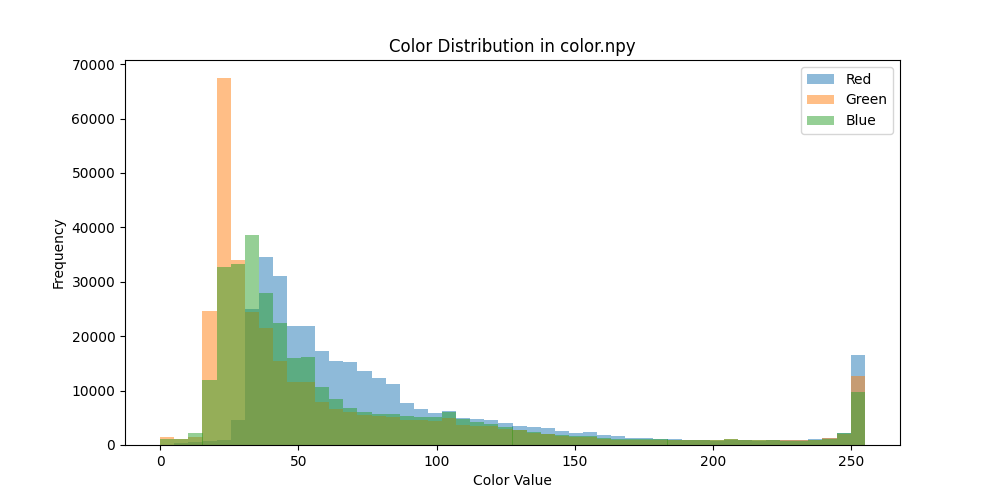 Color Distribution in color.npy
70000
60000
50000
40000
30000
20000
10000
0
Frequency
Red
Green
Blue
0 50 100 150 200 250
Color Value